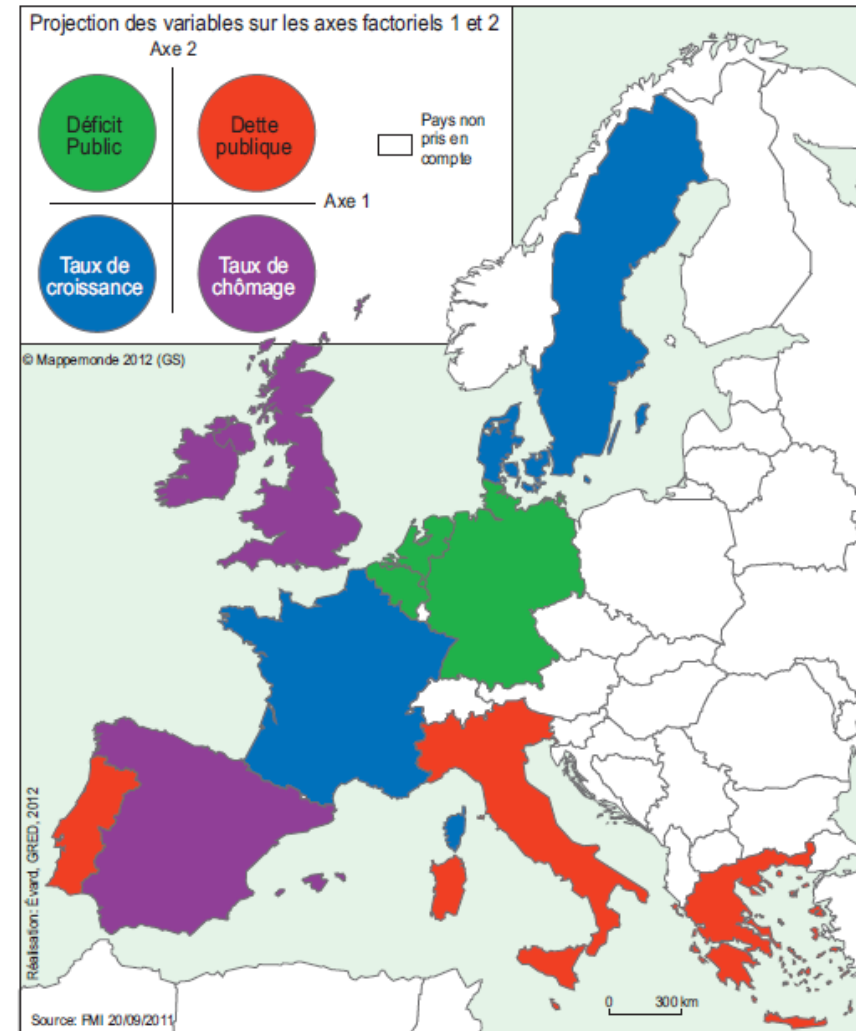 Projection des variables sur les axes factoriels 1 et 2
Axe 2
Déficit
Public
Dette
publique
Pays non
pris en
compte
Axe 1
Taux de
croissance
Taux de
chômage
© Mappemonde 2012 (GS)
Réalisation: Évard, GRED, 2012
0 300 km
Source: FMI 20/09/2011